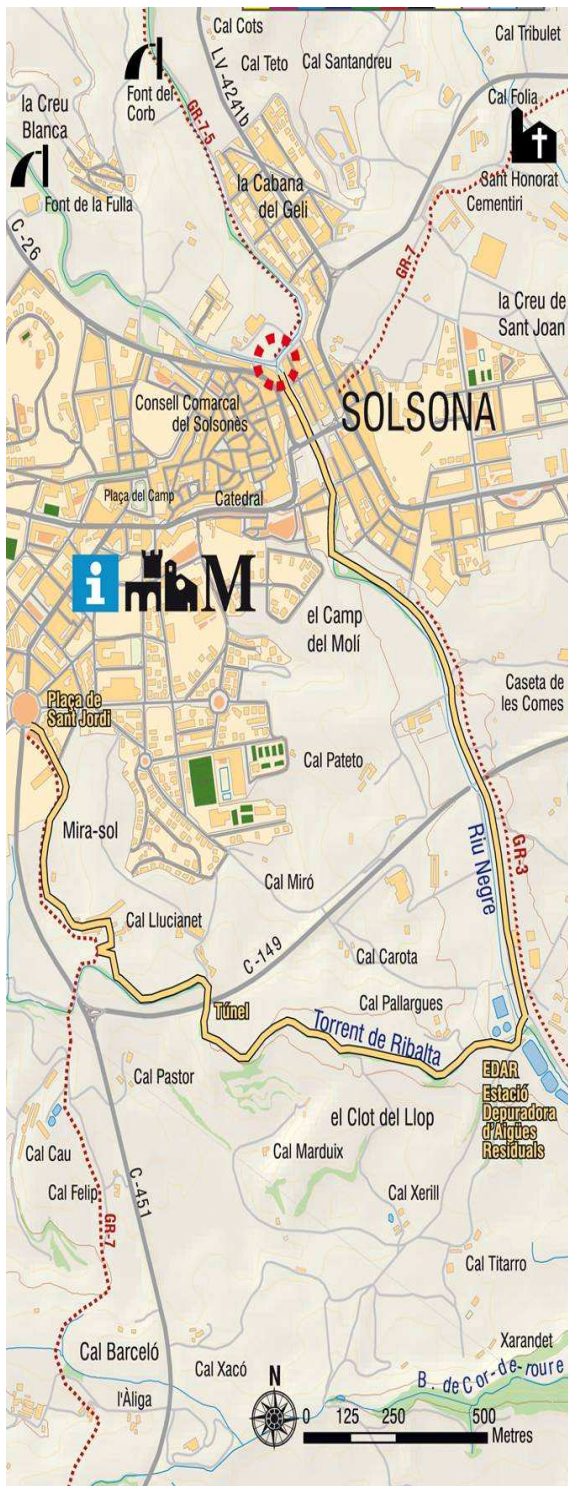 Cal Cots
Cal Tribulet
LV-4241b
Cal Teto
Cal Santandreu
Font del
Corb
Cal Folia
la Creu
Blanca
GR-7-5
la Cabana
del Geli
Sant Honorat
Cementiri
Font de la Fulla
C-26
GR-7
la Creu de
Sant Joan
Consell Comarcal
del Solsonès
SOLSONA
Plaça del Camp
Catedral
i
M
el Camp
del Molí
Caseta de
les Comes
Plaça de
Sant Jordi
Cal Pateto
Mira-sol
Riu Negre
GR-3
Cal Miró
Cal Llucianet
C-149
Cal Carota
Cal Pallargues
Túnel
Torrent de Ribalta
EDAR
Estació
Depuradora
d'Aigües
Residuals
Cal Pastor
el Clot del Llop
Cal Cau
Cal Marduix
Cal Felip
C-451
GR-7
Cal Xerill
Cal Titarro
Cal Barceló
Cal Xacó
Xarandet
B. de Cor-de-roure
l'Àliga
N
0 125 250 500
Metres